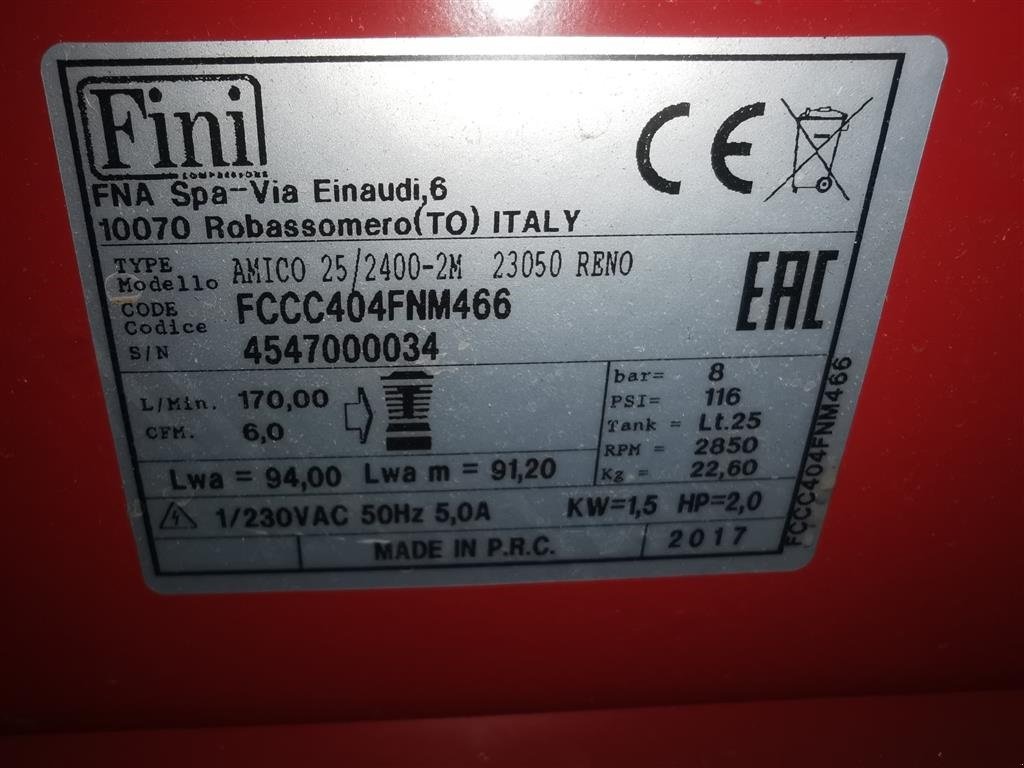 Fini
COMPRESSORS
CE
FNA Spa-Via Einaudi,6
10070 Robassomero(TO) ITALY
TYPE
Modello
AMICO 25/2400-2M 23050 RENO
CODE
Codice
FCCC404FNM466
S/N 4547000034
EAC
L/Min. 170,00
CFM. 6,0
bar= 8
PSI= 116
Tank = Lt.25
RPM = 2850
Kg = 22,60
Lwa = 94,00 Lwa m = 91,20
1/230VAC 50Hz 5,0A KW=1,5 HP=2,0
MADE IN P.R.C. 2017
FCCC404FNM466